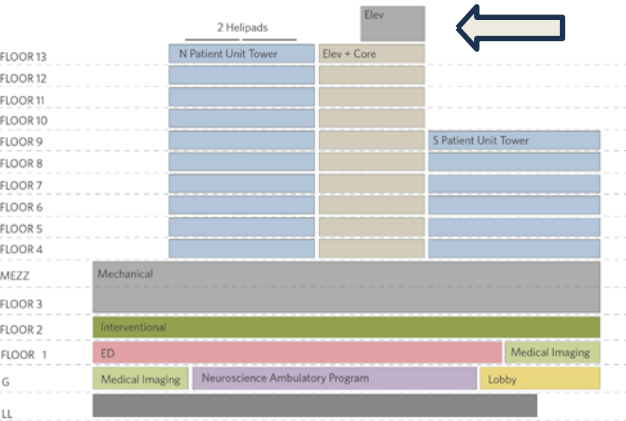 Elev
2 Helipads
FLOOR 13 N Patient Unit Tower Elev + Core
FLOOR 12
FLOOR 11
FLOOR 10
FLOOR 9 S Patient Unit Tower
FLOOR 8
FLOOR 7
FLOOR 6
FLOOR 5
FLOOR 4
MEZZ Mechanical
FLOOR 3
FLOOR 2 Interventional
FLOOR 1 ED Medical Imaging
G Medical Imaging Neuroscience Ambulatory Program Lobby
LL